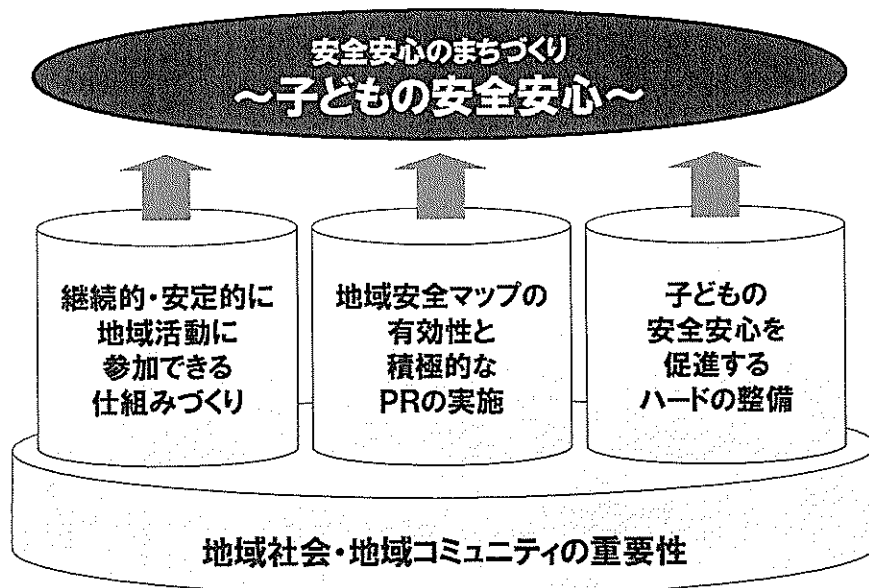 安全安心のまちづくり
～子どもの安全安心～
継続的・安定的に
地域活動に
参加できる
仕組みづくり
地域安全マップの
有効性と
積極的な
PRの実施
子どもの
安全安心を
促進する
ハードの整備
地域社会・地域コミュニティの重要性